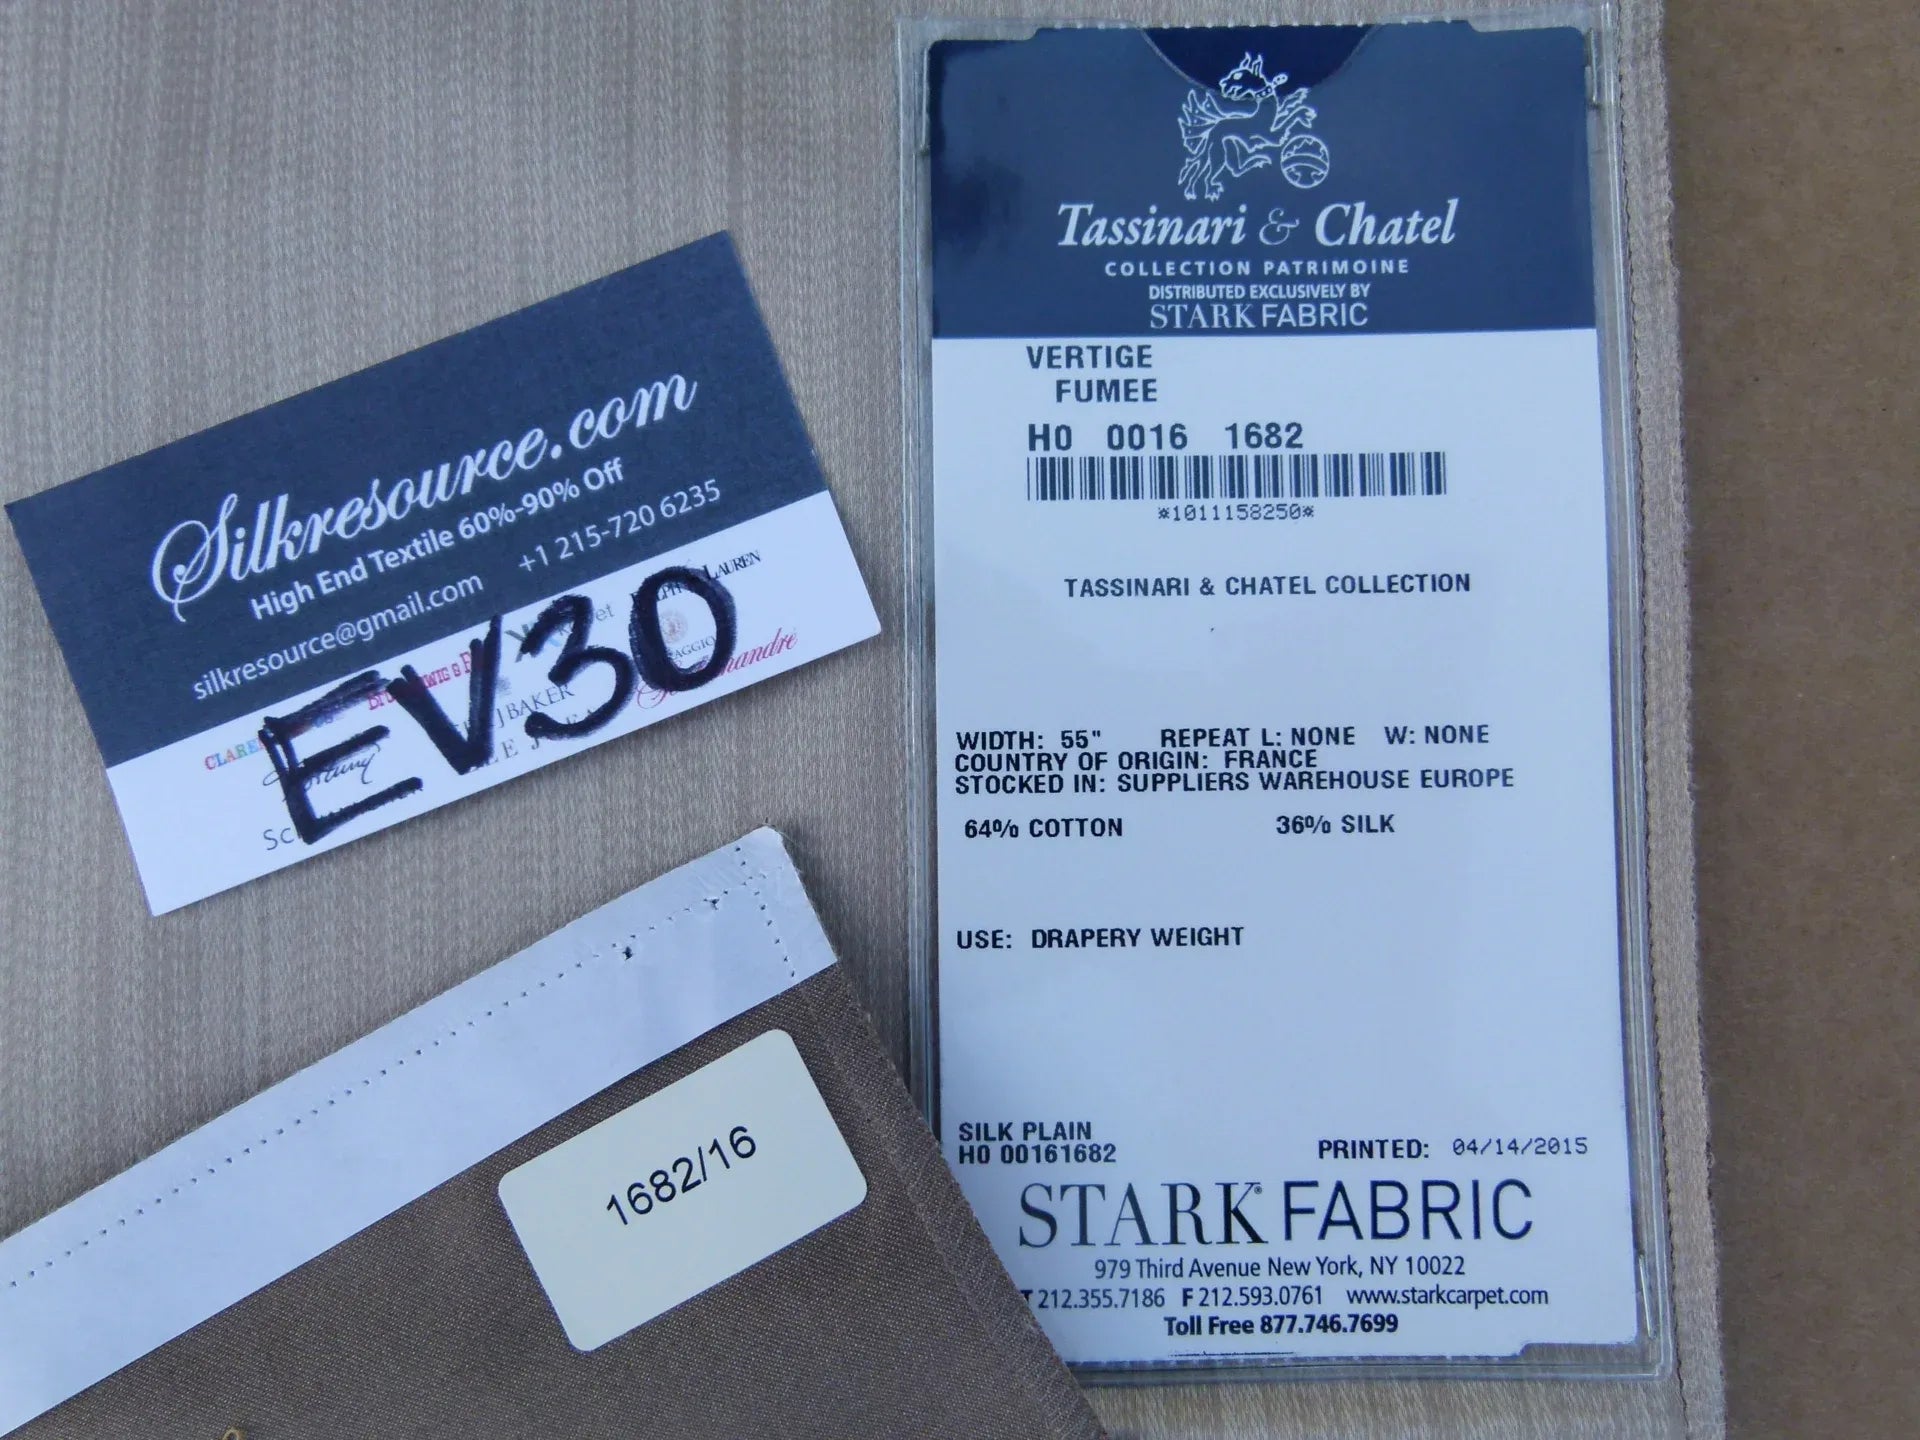 Tassinari & Chatel
COLLECTION PATRIMOINE
DISTRIBUTED EXCLUSIVELY BY
STARK FABRIC
VERTIGE
FUMEE
H0 0016 1682
*1011158250*
TASSINARI & CHATEL COLLECTION
WIDTH: 55" REPEAT L: NONE W: NONE
COUNTRY OF ORIGIN: FRANCE
STOCKED IN: SUPPLIERS WAREHOUSE EUROPE
64% COTTON 36% SILK
USE: DRAPERY WEIGHT
SILK PLAIN
H0 00161682 PRINTED: 04/14/2015
STARK FABRIC
979 Third Avenue New York, NY 10022
T 212.355.7186 F 212.593.0761 www.starkcarpet.com
Toll Free 877.746.7699
Silkresource.com
High End Textile 60%-90% Off
silkresource@gmail.com +1 215-720 6235
LAUREN
J BAKER
EV30
1682/16